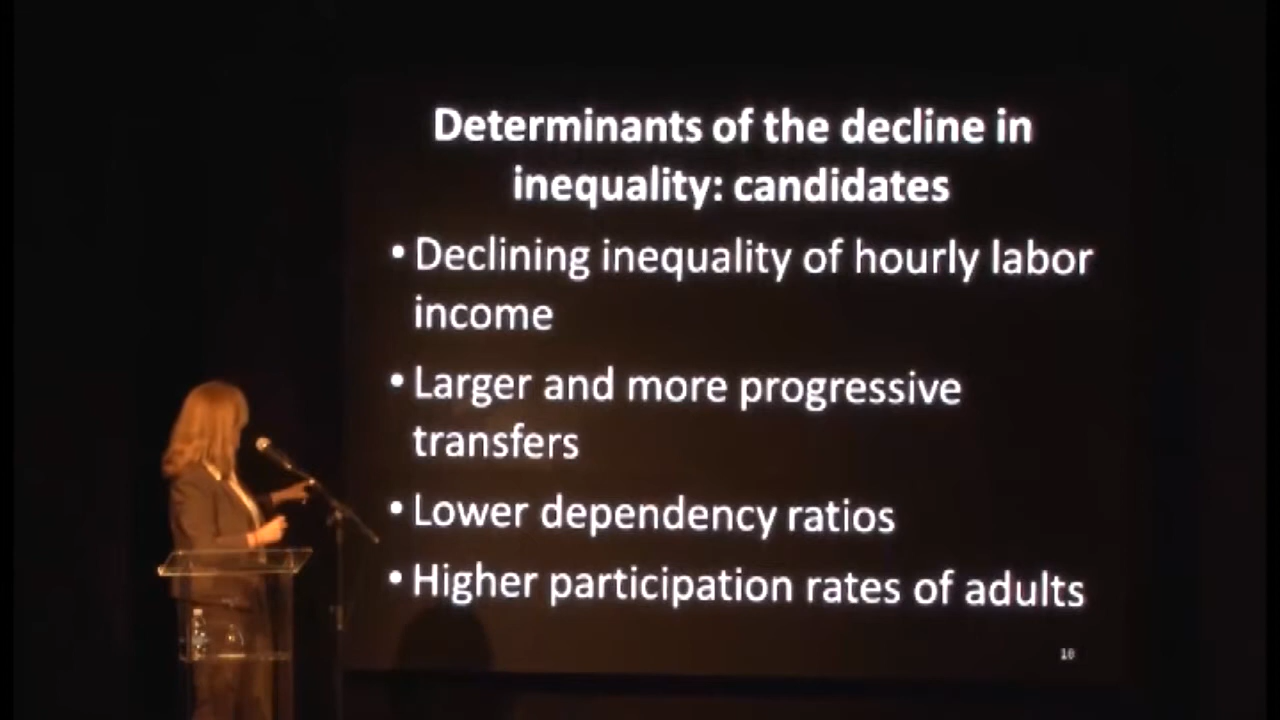 Determinants of the decline in
inequality: candidates
• Declining inequality of hourly labor
income
• Larger and more progressive
transfers
• Lower dependency ratios
• Higher participation rates of adults